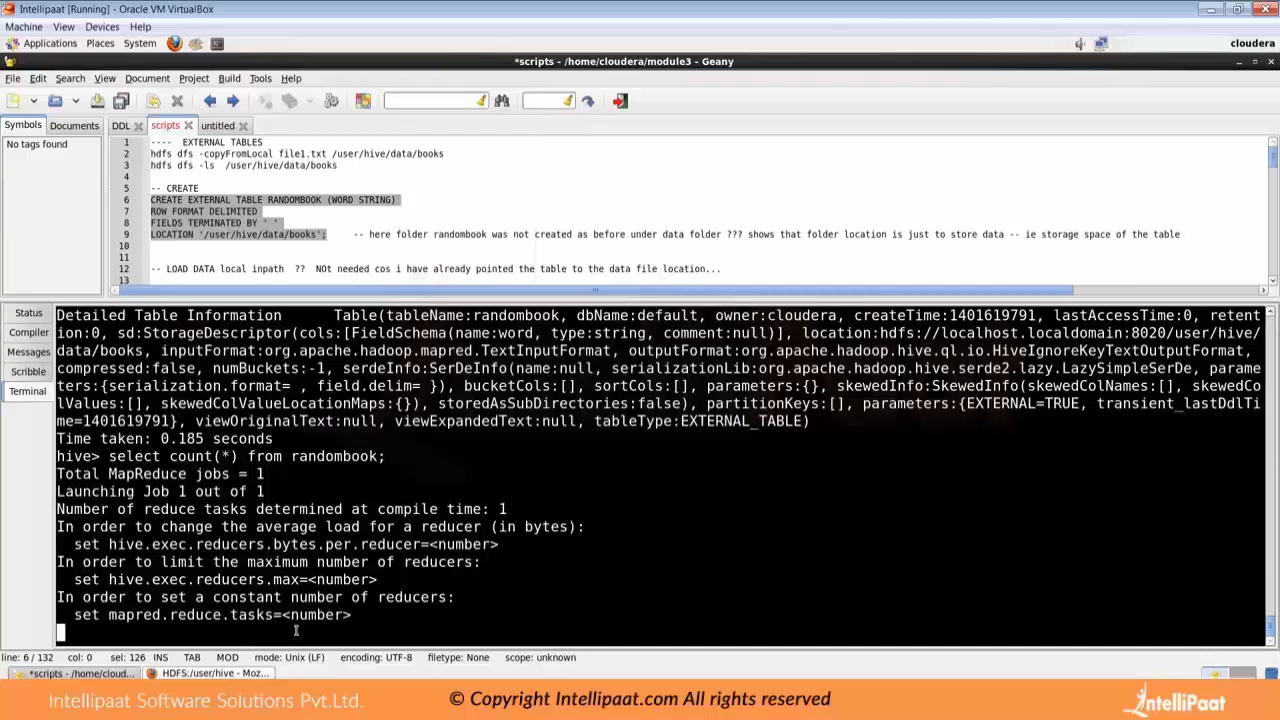 Intellipaat [Running] - Oracle VM VirtualBox
Machine View Devices Help
Applications Places System
cloudera
*scripts - /home/cloudera/module3 - Geany
File Edit Search View Document Project Build Tools Help
Symbols Documents DDL scripts untitled
No tags found
1 ---- EXTERNAL TABLES
2 hdfs dfs -copyFromLocal file1.txt /user/hive/data/books
3 hdfs dfs -ls /user/hive/data/books
4
5 -- CREATE
6 CREATE EXTERNAL TABLE RANDOMBOOK (WORD STRING)
7 ROW FORMAT DELIMITED
8 FIELDS TERMINATED BY ' '
9 LOCATION '/user/hive/data/books'; -- here folder randombook was not created as before under data folder ??? shows that folder location is just to store data -- ie storage space of the table
10
11
12 -- LOAD DATA local inpath ?? NOt needed cos i have already pointed the table to the data file location...
13
Status
Compiler
Messages
Scribble
Terminal
Detailed Table Information Table(tableName:randombook, dbName:default, owner:cloudera, createTime:1401619791, lastAccessTime:0, retent
ion:0, sd:StorageDescriptor(cols:[FieldSchema(name:word, type:string, comment:null)], location:hdfs://localhost.localdomain:8020/user/hive/
data/books, inputFormat:org.apache.hadoop.mapred.TextInputFormat, outputFormat:org.apache.hadoop.hive.ql.io.HiveIgnoreKeyTextOutputFormat,
compressed:false, numBuckets:-1, serdeInfo:SerDeInfo(name:null, serializationLib:org.apache.hadoop.hive.serde2.lazy.LazySimpleSerDe, parame
ters:{serialization.format= , field.delim= }), bucketCols:[], sortCols:[], parameters:{}, skewedInfo:SkewedInfo(skewedColNames:[], skewedCo
lValues:[], skewedColValueLocationMaps:{}), storedAsSubDirectories:false), partitionKeys:[], parameters:{EXTERNAL=TRUE, transient_lastDdlTi
me=1401619791}, viewOriginalText:null, viewExpandedText:null, tableType:EXTERNAL_TABLE)
Time taken: 0.185 seconds
hive> select count(*) from randombook;
Total MapReduce jobs = 1
Launching Job 1 out of 1
Number of reduce tasks determined at compile time: 1
In order to change the average load for a reducer (in bytes):
set hive.exec.reducers.bytes.per.reducer=<number>
In order to limit the maximum number of reducers:
set hive.exec.reducers.max=<number>
In order to set a constant number of reducers:
set mapred.reduce.tasks=<number>
line: 6 / 132 col: 0 sel: 126 INS TAB MOD mode: Unix (LF) encoding: UTF-8 filetype: None scope: unknown
*scripts - /home/cloud... HDFS:/user/hive - Moz...
Intellipaat Software Solutions Pvt.Ltd. © Copyright Intellipaat.com All rights reserved IntelliPaat